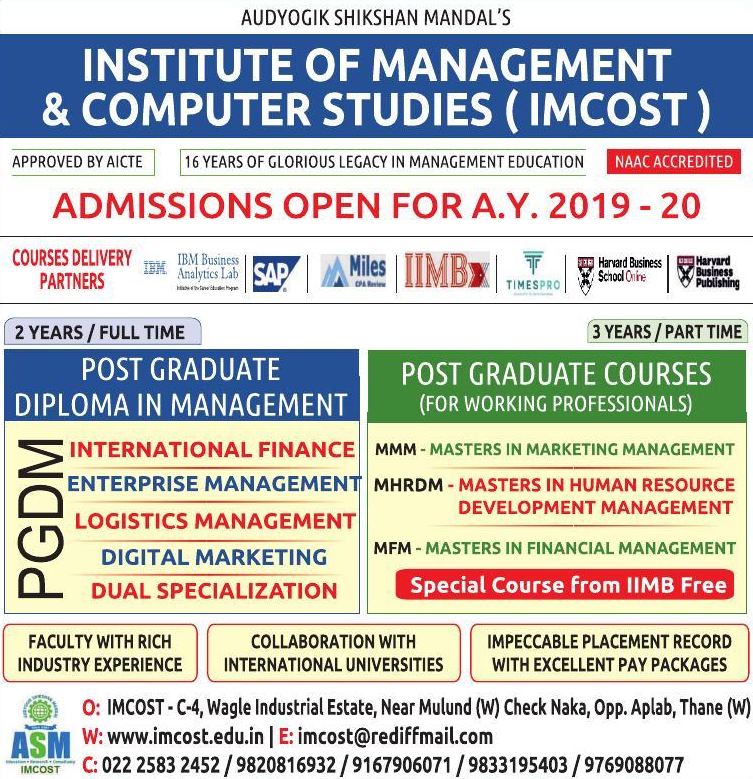 AUDYOGIK SHIKSHAN MANDAL'S
INSTITUTE OF MANAGEMENT
& COMPUTER STUDIES ( IMCOST )
APPROVED BY AICTE
16 YEARS OF GLORIOUS LEGACY IN MANAGEMENT EDUCATION
NAAC ACCREDITED
ADMISSIONS OPEN FOR A.Y. 2019 - 20
COURSES DELIVERY
PARTNERS
IBM
IBM Business
Analytics Lab
Initiative of the Career Education Program
SAP
Miles
CPA Review
IIMBx
TIMESPRO
Harvard Business
School Online
Harvard
Business
Publishing
2 YEARS / FULL TIME
POST GRADUATE
DIPLOMA IN MANAGEMENT
PGDM
INTERNATIONAL FINANCE
ENTERPRISE MANAGEMENT
LOGISTICS MANAGEMENT
DIGITAL MARKETING
DUAL SPECIALIZATION
3 YEARS / PART TIME
POST GRADUATE COURSES
(FOR WORKING PROFESSIONALS)
MMM - MASTERS IN MARKETING MANAGEMENT
MHRDM - MASTERS IN HUMAN RESOURCE
DEVELOPMENT MANAGEMENT
MFM - MASTERS IN FINANCIAL MANAGEMENT
Special Course from IIMB Free
FACULTY WITH RICH
INDUSTRY EXPERIENCE
COLLABORATION WITH
INTERNATIONAL UNIVERSITIES
IMPECCABLE PLACEMENT RECORD
WITH EXCELLENT PAY PACKAGES
ASM
IMCOST
O: IMCOST - C-4, Wagle Industrial Estate, Near Mulund (W) Check Naka, Opp. Aplab, Thane (W)
W: www.imcost.edu.in | E: imcost@rediffmail.com
C: 022 2583 2452 / 9820816932 / 9167906071 / 9833195403 / 9769088077